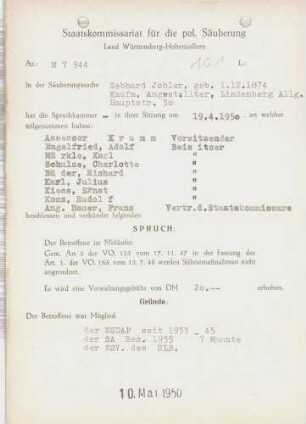 Staatskommissariat für die pol. Säuberung
Land Württemberg-Hohenzollern
Az.: N 7 944
101 L.
In der Säuberungssache Gebhard Jobler, geb. 1.12.1874
Kaufm. Angestellter, Lindenberg Allg.
Hauptstr. 30
hat die Spruchkammer – in ihrer Sitzung am 19.4.1950. an welcher
teilgenommen haben:
Assessor Krumm Vorsitzender
Engelfried, Adolf Beisitzer
Märkle, Karl "
Schulze, Charlotte "
Bäder, Richard "
Karl, Julius "
Kiess, Ernst "
Kons, Rudolf "
Ang. Bauer, Franz Vertr.d.Staatskommissars
beschlossen und verkündet folgenden
SPRUCH:
Der Betroffene ist Mitläufer.
Gem. Art 5 der VO. 135 vom 17. 11. 47 in der Fassung des
Art 1. der VO. 165 vom 13. 7. 48 werden Sühnemaßnahmen nicht
angeordnet.
Es wird eine Verwaltungsgebühr von DM 20.-- erhoben.
Gründe:
Der Betroffene war Mitglied
der NSDAP seit 1933 - 45
der SA Res. 1935 7 Monate
der NSV. des RLB.
10. Mai 1950